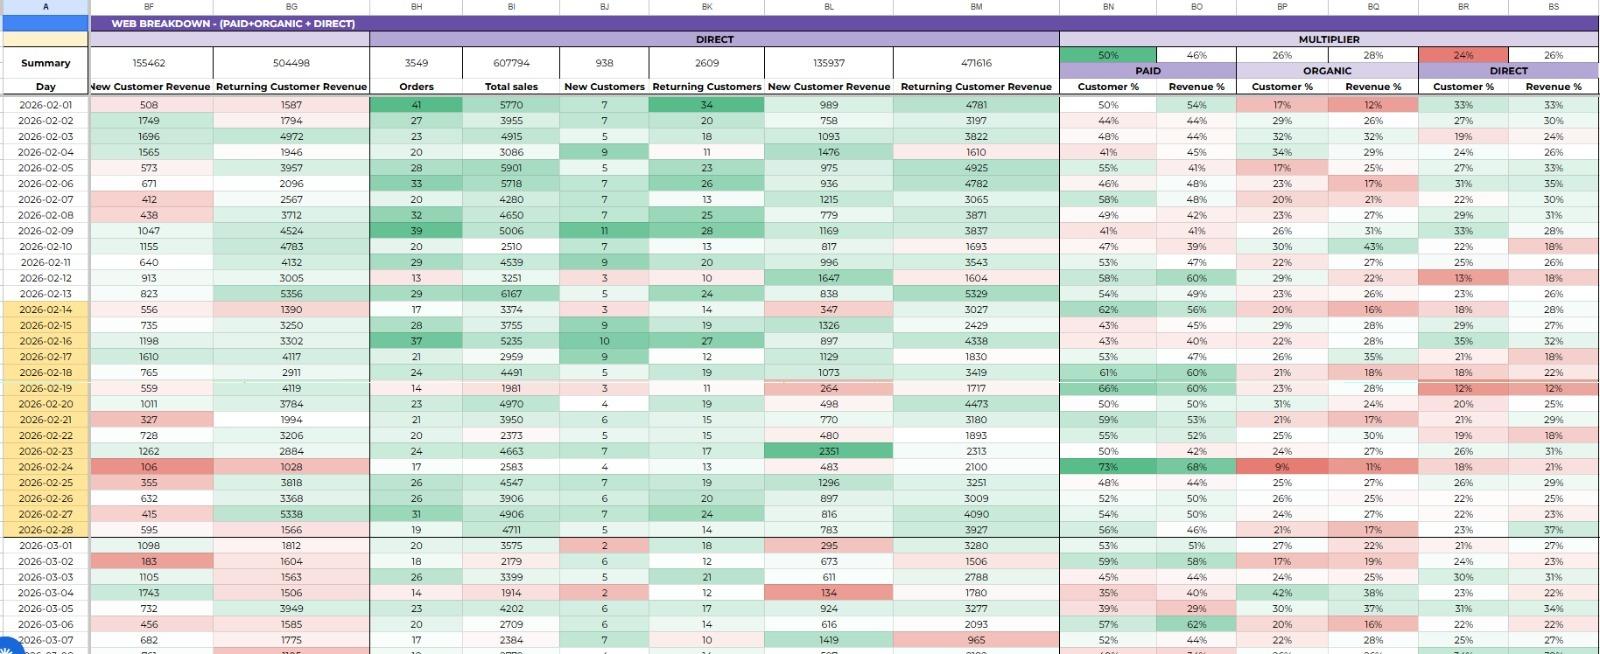 A BF BG BH BI BJ BK BL BM BN BO BP BQ BR BS
WEB BREAKDOWN - (PAID+ORGANIC + DIRECT)
DIRECT MULTIPLIER
Summary 155462 504498 3549 607794 938 2609 135937 471616 50% 46% 26% 28% 24% 26%
PAID ORGANIC DIRECT
Day New Customer Revenue Returning Customer Revenue Orders Total sales New Customers Returning Customers New Customer Revenue Returning Customer Revenue Customer % Revenue % Customer % Revenue % Customer % Revenue %
2026-02-01 508 1587 41 5770 7 34 989 4781 50% 54% 17% 12% 33% 33%
2026-02-02 1749 1794 27 3955 7 20 758 3197 44% 44% 29% 26% 27% 30%
2026-02-03 1696 4972 23 4915 5 18 1093 3822 48% 44% 32% 32% 19% 24%
2026-02-04 1565 1946 20 3086 9 11 1476 1610 41% 45% 34% 29% 24% 26%
2026-02-05 573 3957 28 5901 5 23 975 4925 55% 41% 17% 25% 27% 33%
2026-02-06 671 2096 33 5718 7 26 936 4782 46% 48% 23% 17% 31% 35%
2026-02-07 412 2567 20 4280 7 13 1215 3065 58% 48% 20% 21% 22% 30%
2026-02-08 438 3712 32 4650 7 25 779 3871 49% 42% 23% 27% 29% 31%
2026-02-09 1047 4524 39 5006 11 28 1169 3837 41% 41% 26% 31% 33% 28%
2026-02-10 1155 4783 20 2510 7 13 817 1693 47% 39% 30% 43% 22% 18%
2026-02-11 640 4132 29 4539 9 20 996 3543 53% 47% 22% 27% 25% 26%
2026-02-12 913 3005 13 3251 3 10 1647 1604 58% 60% 29% 22% 13% 18%
2026-02-13 823 5356 29 6167 5 24 838 5329 54% 49% 23% 26% 23% 26%
2026-02-14 556 1390 17 3374 3 14 347 3027 62% 56% 20% 16% 18% 28%
2026-02-15 735 3250 28 3755 9 19 1326 2429 43% 45% 29% 28% 29% 27%
2026-02-16 1198 3302 37 5235 10 27 897 4338 43% 40% 22% 28% 35% 32%
2026-02-17 1610 4117 21 2959 9 12 1129 1830 53% 47% 26% 35% 21% 18%
2026-02-18 765 2911 24 4491 5 19 1073 3419 61% 60% 21% 18% 18% 22%
2026-02-19 559 4119 14 1981 3 11 264 1717 66% 60% 23% 28% 12% 12%
2026-02-20 1011 3784 23 4970 4 19 498 4473 50% 50% 31% 24% 20% 25%
2026-02-21 327 1994 21 3950 6 15 770 3180 59% 53% 21% 17% 21% 29%
2026-02-22 728 3206 20 2373 5 15 480 1893 55% 52% 25% 30% 19% 18%
2026-02-23 1262 2884 24 4663 7 17 2351 2313 50% 42% 24% 27% 26% 31%
2026-02-24 106 1028 17 2583 4 13 483 2100 73% 68% 9% 11% 18% 21%
2026-02-25 355 3818 26 4547 7 19 1296 3251 48% 44% 25% 27% 26% 29%
2026-02-26 632 3368 26 3906 6 20 897 3009 52% 50% 26% 25% 22% 25%
2026-02-27 415 5338 31 4906 7 24 816 4090 54% 50% 24% 27% 22% 23%
2026-02-28 595 1566 19 4711 5 14 783 3927 56% 46% 21% 17% 23% 37%
2026-03-01 1098 1812 20 3575 2 18 295 3280 53% 51% 27% 22% 21% 27%
2026-03-02 183 1604 18 2179 6 12 673 1506 59% 58% 17% 19% 24% 23%
2026-03-03 1105 1563 26 3399 5 21 611 2788 45% 44% 24% 25% 30% 31%
2026-03-04 1743 1506 14 1914 2 12 134 1780 35% 40% 42% 38% 23% 22%
2026-03-05 732 3949 23 4202 6 17 924 3277 39% 29% 30% 37% 31% 34%
2026-03-06 456 1585 20 2709 6 14 616 2093 57% 62% 20% 16% 22% 22%
2026-03-07 682 1775 17 2384 7 10 1419 965 52% 44% 22% 28% 25% 27%